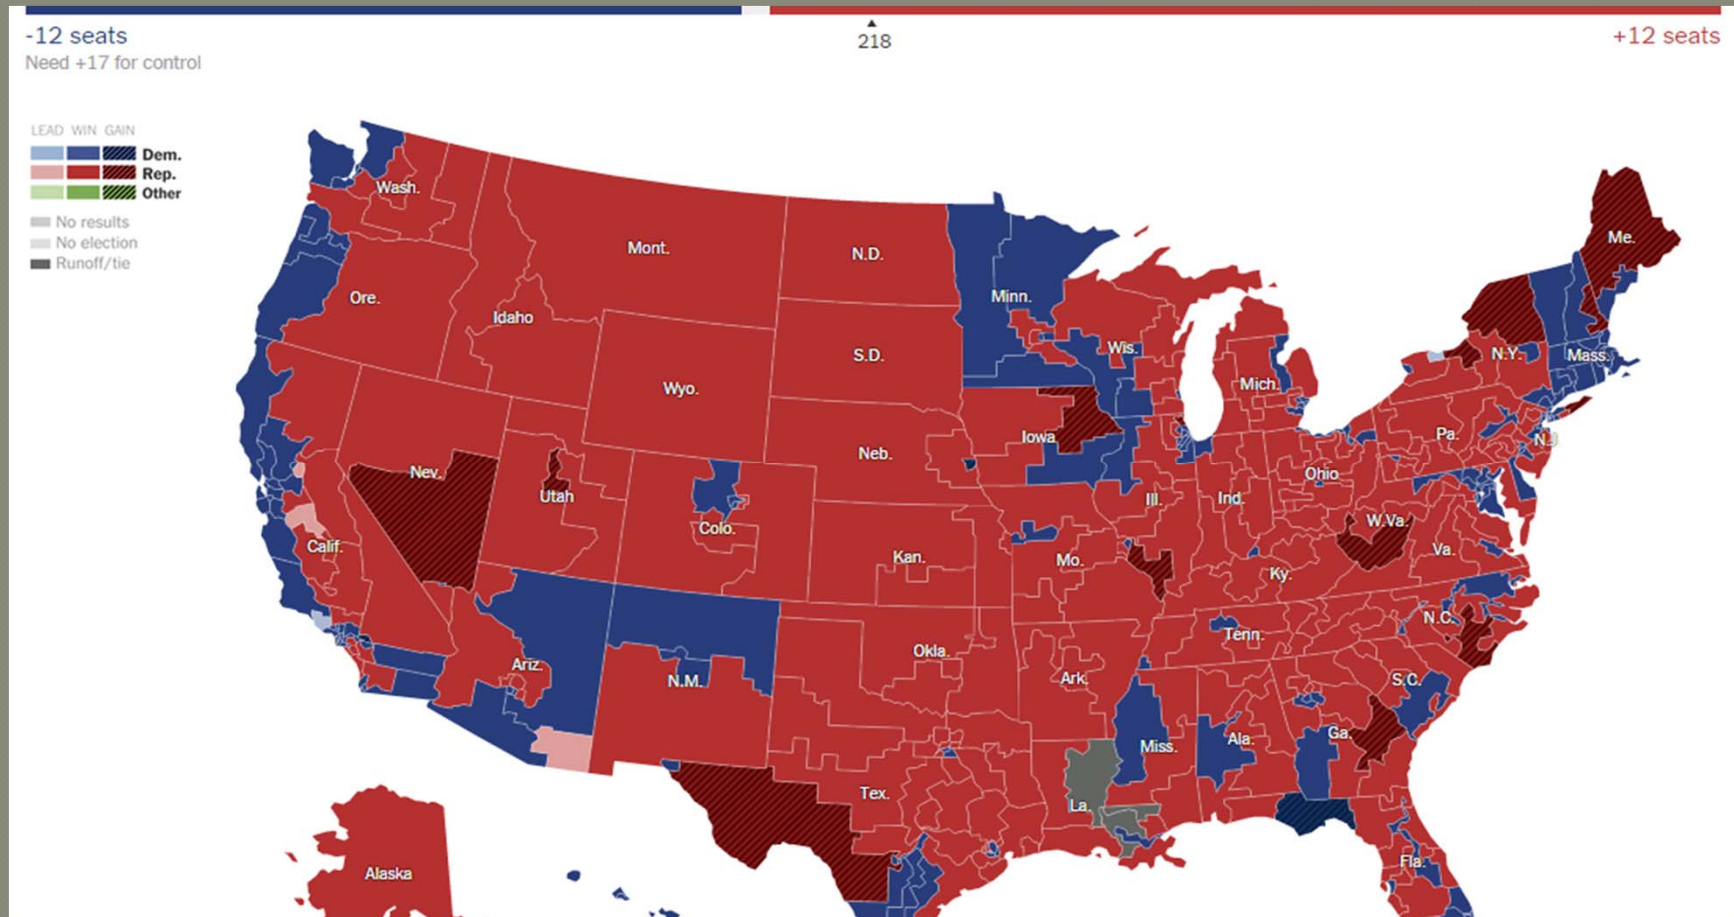 -12 seats
218
+12 seats
Need +17 for control
LEAD WIN GAIN
Dem.
Rep.
Other
No results
No election
Runoff/tie
Wash.
Mont.
N.D.
Me.
Ore.
Idaho
Minn.
S.D.
Wis.
N.Y.
Mass.
Wyo.
Mich.
Iowa
Neb.
Pa.
N.J.
Nev.
Utah
Colo.
Ill.
Ind.
Ohio
Calif.
Kan.
Mo.
W.Va.
Va.
Ky.
Ariz.
N.M.
Okla.
Ark.
Tenn.
N.C.
S.C.
Miss.
Ala.
Ga.
Tex.
La.
Fla.
Alaska